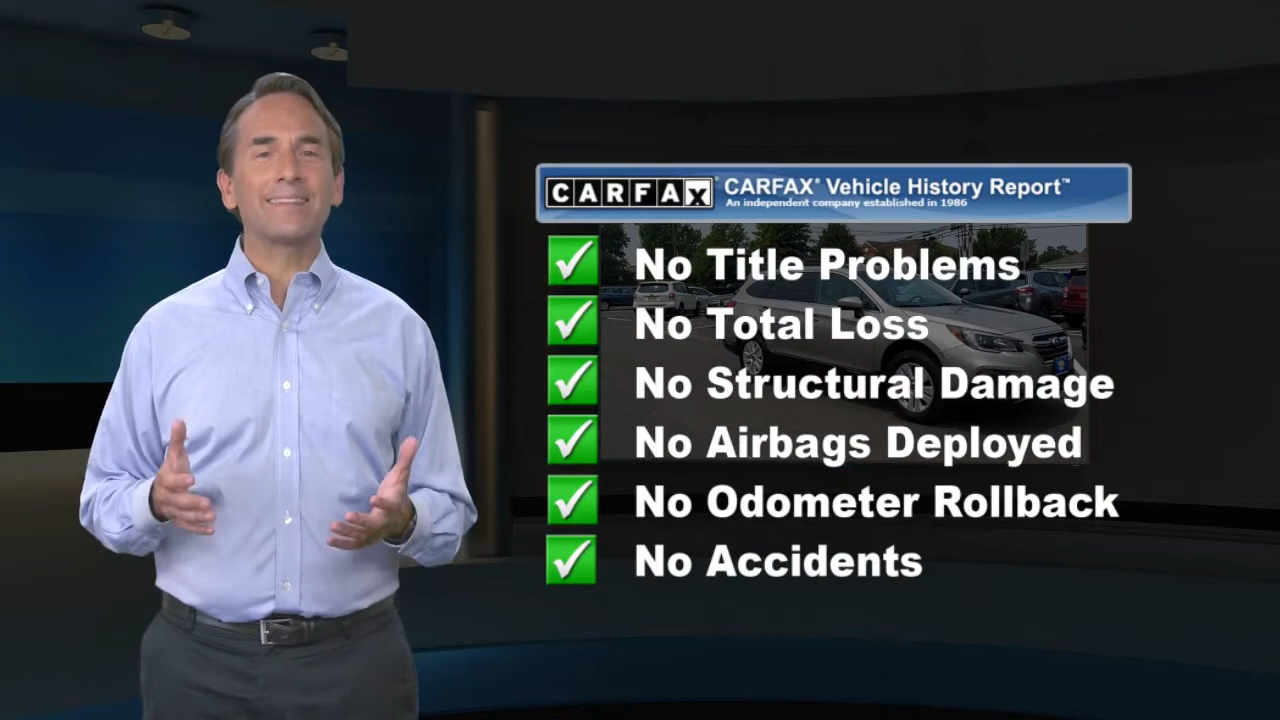 CARFAX® CARFAX® Vehicle History Report™
An independent company established in 1986
No Title Problems
No Total Loss
No Structural Damage
No Airbags Deployed
No Odometer Rollback
No Accidents